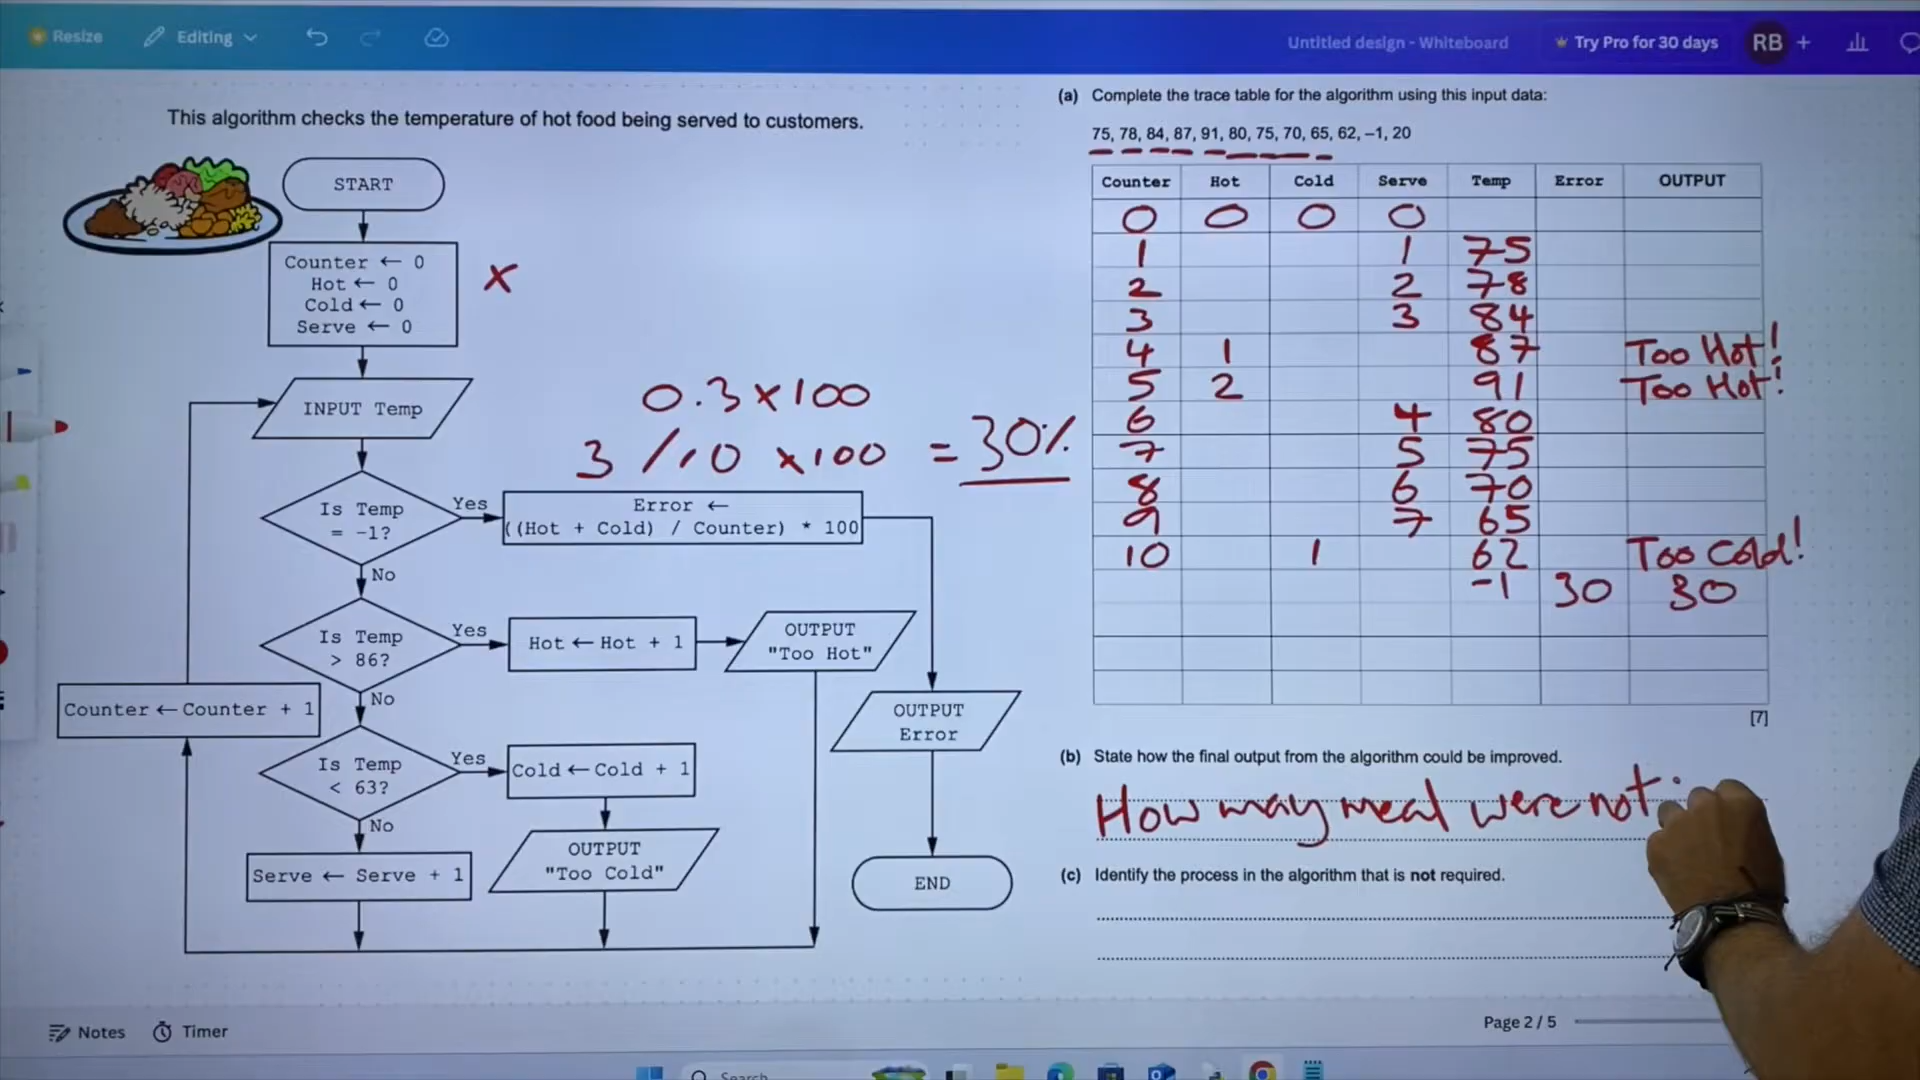 Resize
Editing
Untitled design - Whiteboard
Try Pro for 30 days
RB
+
This algorithm checks the temperature of hot food being served to customers.
START
Counter ← 0
Hot ← 0
Cold ← 0
Serve ← 0
x
INPUT Temp
0.3 x 100
3 / 10 x 100 = 30%
Is Temp
= -1?
Yes
Error ←
((Hot + Cold) / Counter) * 100
No
Is Temp
> 86?
Yes
Hot ← Hot + 1
OUTPUT
"Too Hot"
No
Counter ← Counter + 1
OUTPUT
Error
Is Temp
< 63?
Yes
Cold ← Cold + 1
No
OUTPUT
"Too Cold"
Serve ← Serve + 1
END
(a) Complete the trace table for the algorithm using this input data:
75, 78, 84, 87, 91, 80, 75, 70, 65, 62, –1, 20
Counter Hot Cold Serve Temp Error OUTPUT
0 0 0 0
1 1 75
2 2 78
3 3 84
4 1 87 Too Hot!
5 2 91 Too Hot!
6 4 80
7 5 75
8 6 70
9 7 65
10 1 62 Too Cold!
-1 30 30
[7]
(b) State how the final output from the algorithm could be improved.
How may meal were not
(c) Identify the process in the algorithm that is not required.
Notes
Timer
Page 2 / 5
Search